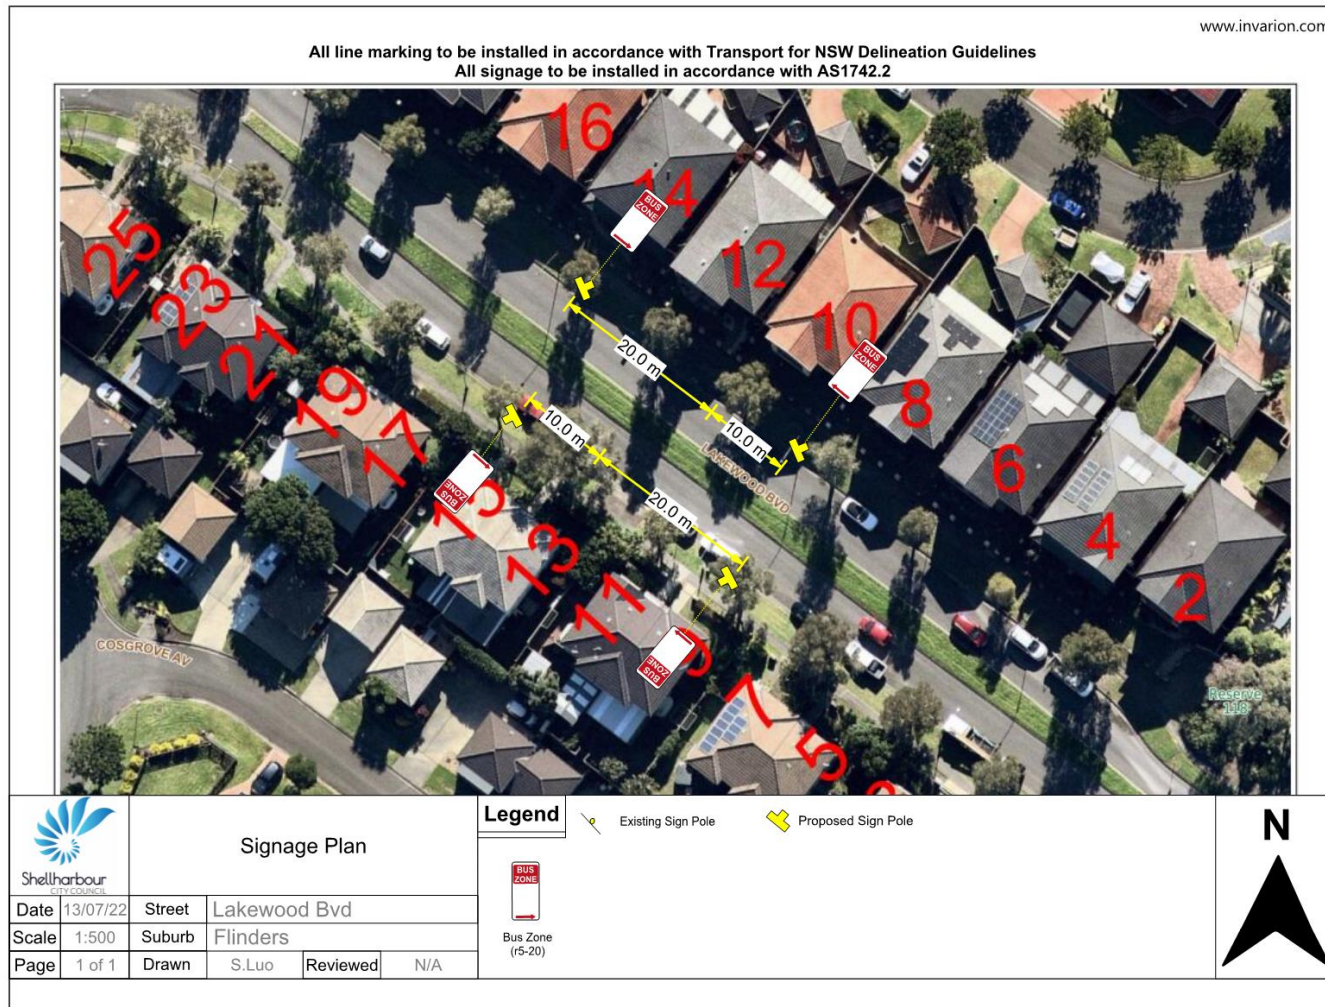 www.invarion.com
All line marking to be installed in accordance with Transport for NSW Delineation Guidelines
All signage to be installed in accordance with AS1742.2
16
14
BUS
ZONE
25
23
12
21
10
BUS
ZONE
20.0 m
19
8
10.0 m
10.0 m
17
LAKEWOOD BVD
6
15
BUS
ZONE
20.0 m
4
13
11
2
9
BUS
ZONE
COSGROVE AV
7
Reserve
118
5
Shellharbour
CITY COUNCIL
Signage Plan
Date 13/07/22 Street Lakewood Bvd
Scale 1:500 Suburb Flinders
Page 1 of 1 Drawn S.Luo Reviewed N/A
Legend
Existing Sign Pole
Proposed Sign Pole
BUS
ZONE
Bus Zone
(r5-20)
N